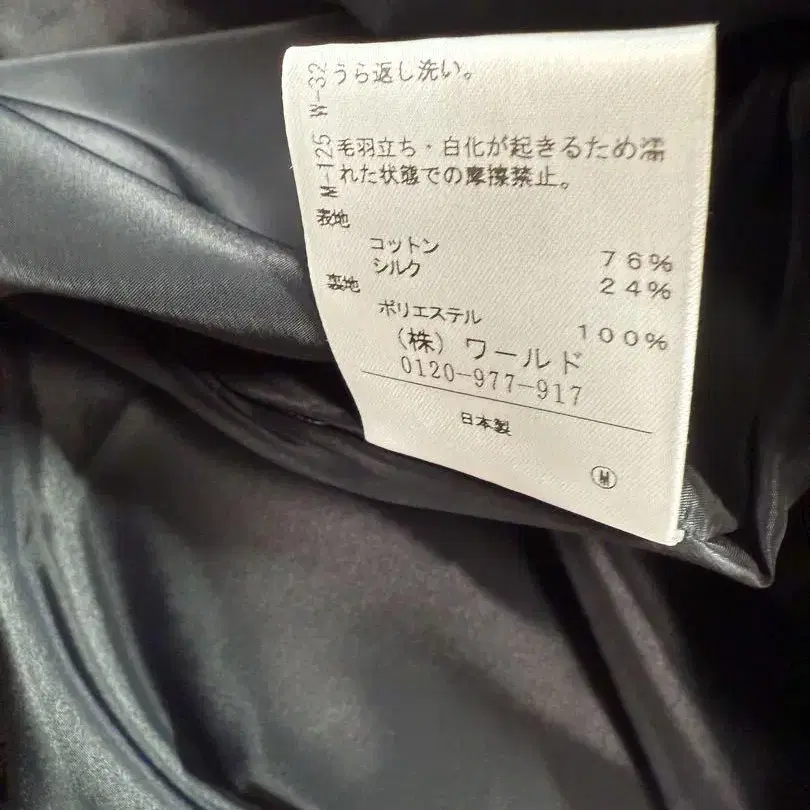 W-32
うら返し洗い。
W-125
毛羽立ち・白化が起きるため濡
れた状態での摩擦禁止。
表地
コットン 76%
シルク 24%
裏地
ポリエステル 100%
(株)ワールド
0120-977-917
日本製
M